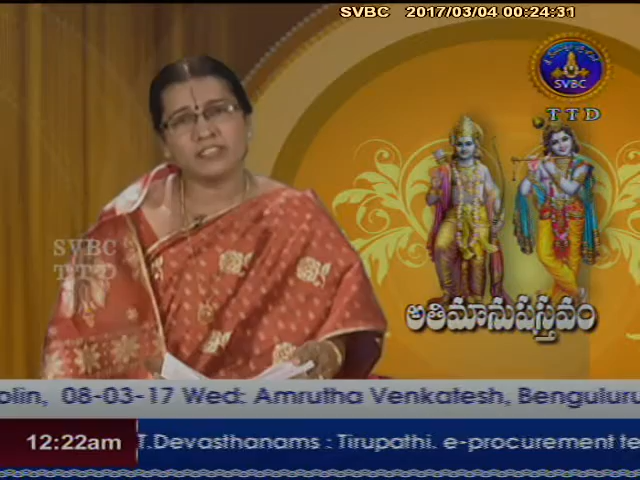 SVBC 2017/03/04 00:24:31
SVBC
TTD
SVBC
TTD
అతిమానుషస్తవం
olin, 08-03-17 Wed: Amrutha Venkatesh, Benguluru
12:22am
T.Devasthanams : Tirupathi. e-procurement te